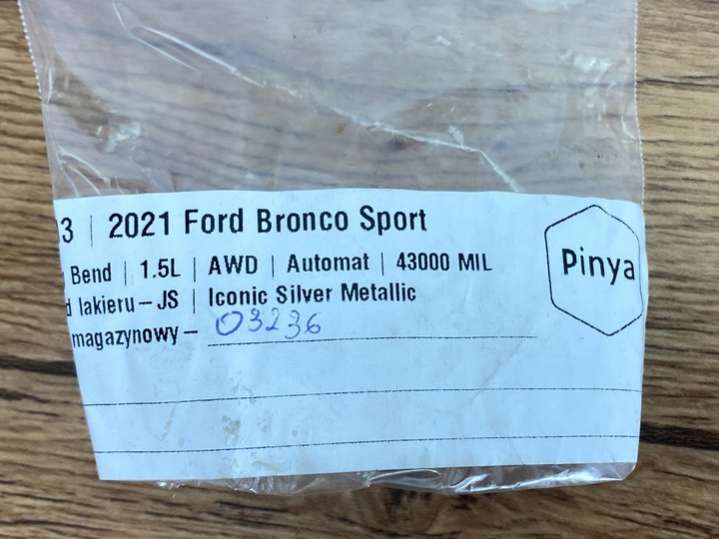 3 | 2021 Ford Bronco Sport
Bend | 1.5L | AWD | Automat | 43000 MIL
d lakieru – JS | Iconic Silver Metallic
magazynowy – 03236
Pinya